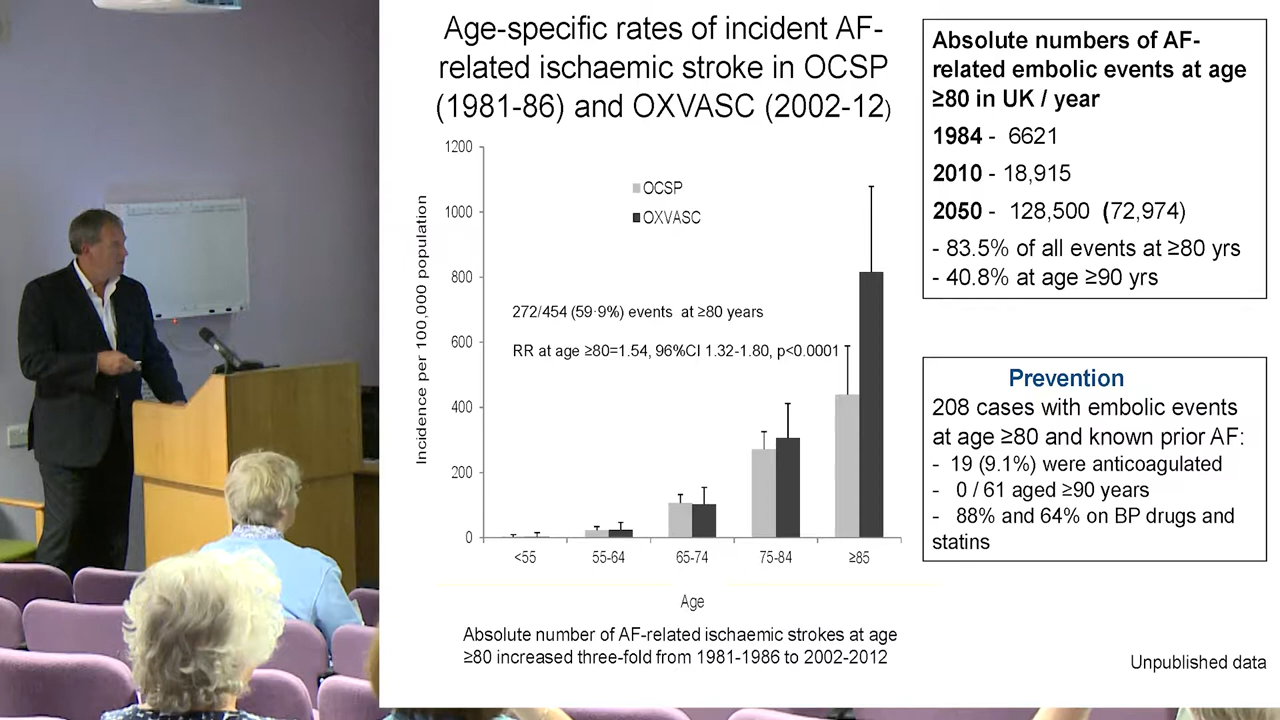 Age-specific rates of incident AF-
related ischaemic stroke in OCSP
(1981-86) and OXVASC (2002-12)
1200
1000
800
600
400
200
0
Incidence per 100,000 population
OCSP
OXVASC
272/454 (59·9%) events at ≥80 years
RR at age ≥80=1.54, 96%CI 1.32-1.80, p<0.0001
<55
55-64
65-74
75-84
≥85
Age
Absolute number of AF-related ischaemic strokes at age
≥80 increased three-fold from 1981-1986 to 2002-2012
Absolute numbers of AF-
related embolic events at age
≥80 in UK / year
1984 - 6621
2010 - 18,915
2050 - 128,500 (72,974)
- 83.5% of all events at ≥80 yrs
- 40.8% at age ≥90 yrs
Prevention
208 cases with embolic events
at age ≥80 and known prior AF:
- 19 (9.1%) were anticoagulated
- 0 / 61 aged ≥90 years
- 88% and 64% on BP drugs and
statins
Unpublished data